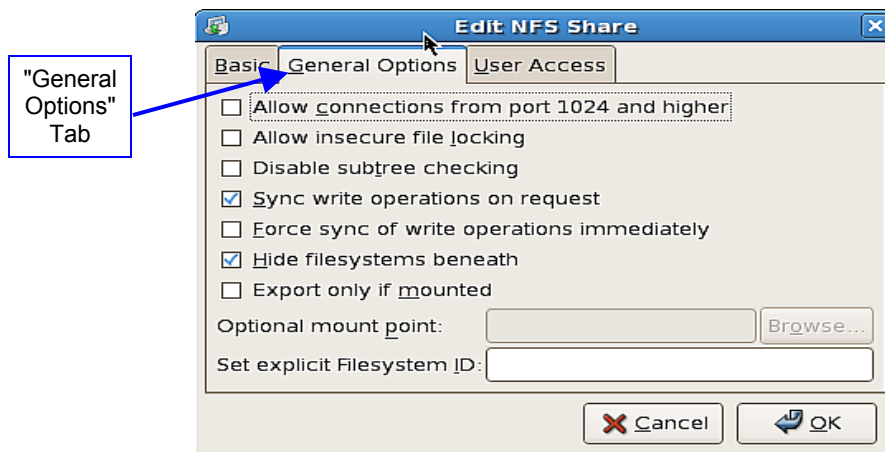 Edit NFS Share
"General
Options"
Tab
Basic General Options User Access
Allow connections from port 1024 and higher
Allow insecure file locking
Disable subtree checking
Sync write operations on request
Force sync of write operations immediately
Hide filesystems beneath
Export only if mounted
Optional mount point: Browse...
Set explicit Filesystem ID:
Cancel OK